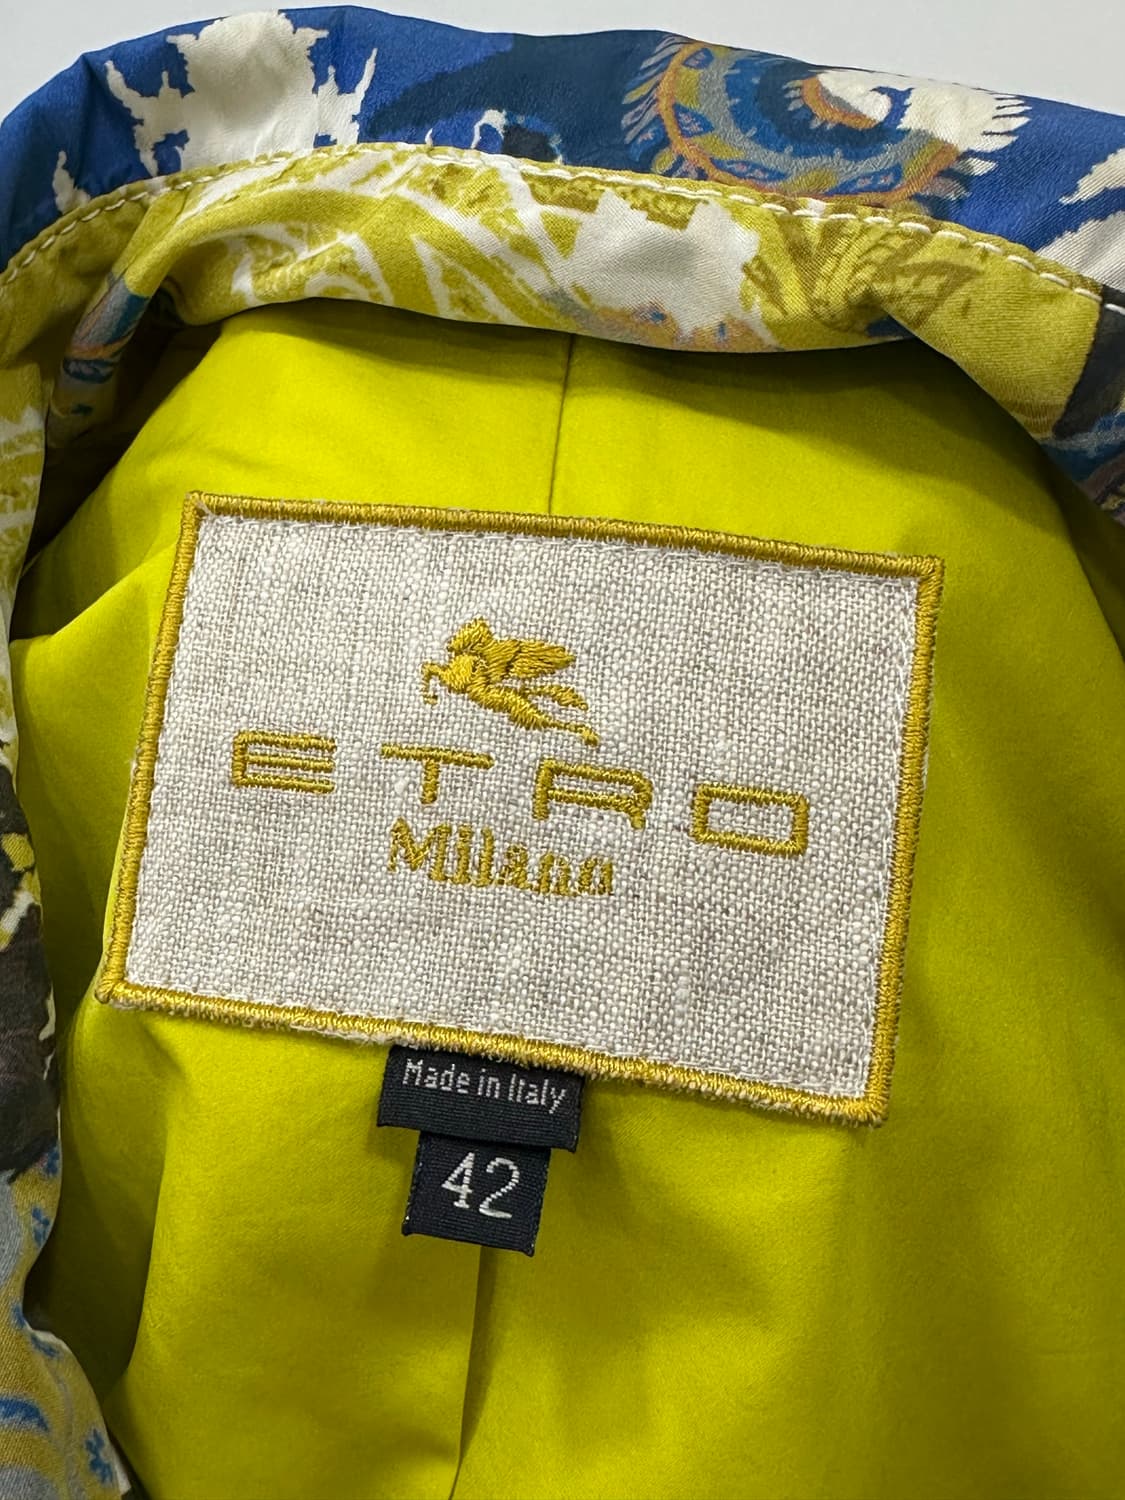 ETRO
Milano
Made in Italy
42